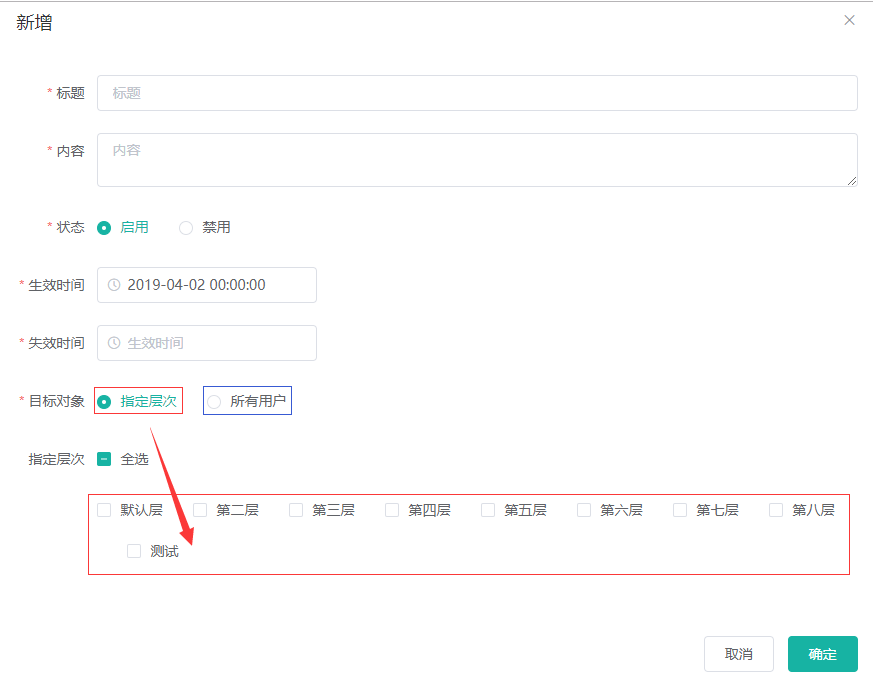 新增
* 标题 标题
* 内容 内容
* 状态 启用 禁用
* 生效时间 2019-04-02 00:00:00
* 失效时间 生效时间
* 目标对象 指定层次 所有用户
指定层次 全选
默认层 第二层 第三层 第四层 第五层 第六层 第七层 第八层
测试
取消 确定